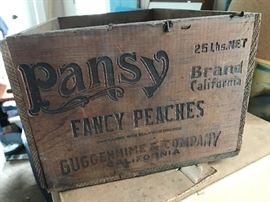 Pansy
25 Lbs. NET
Brand
California
FANCY PEACHES
GUGGENHIME & COMPANY
CALIFORNIA